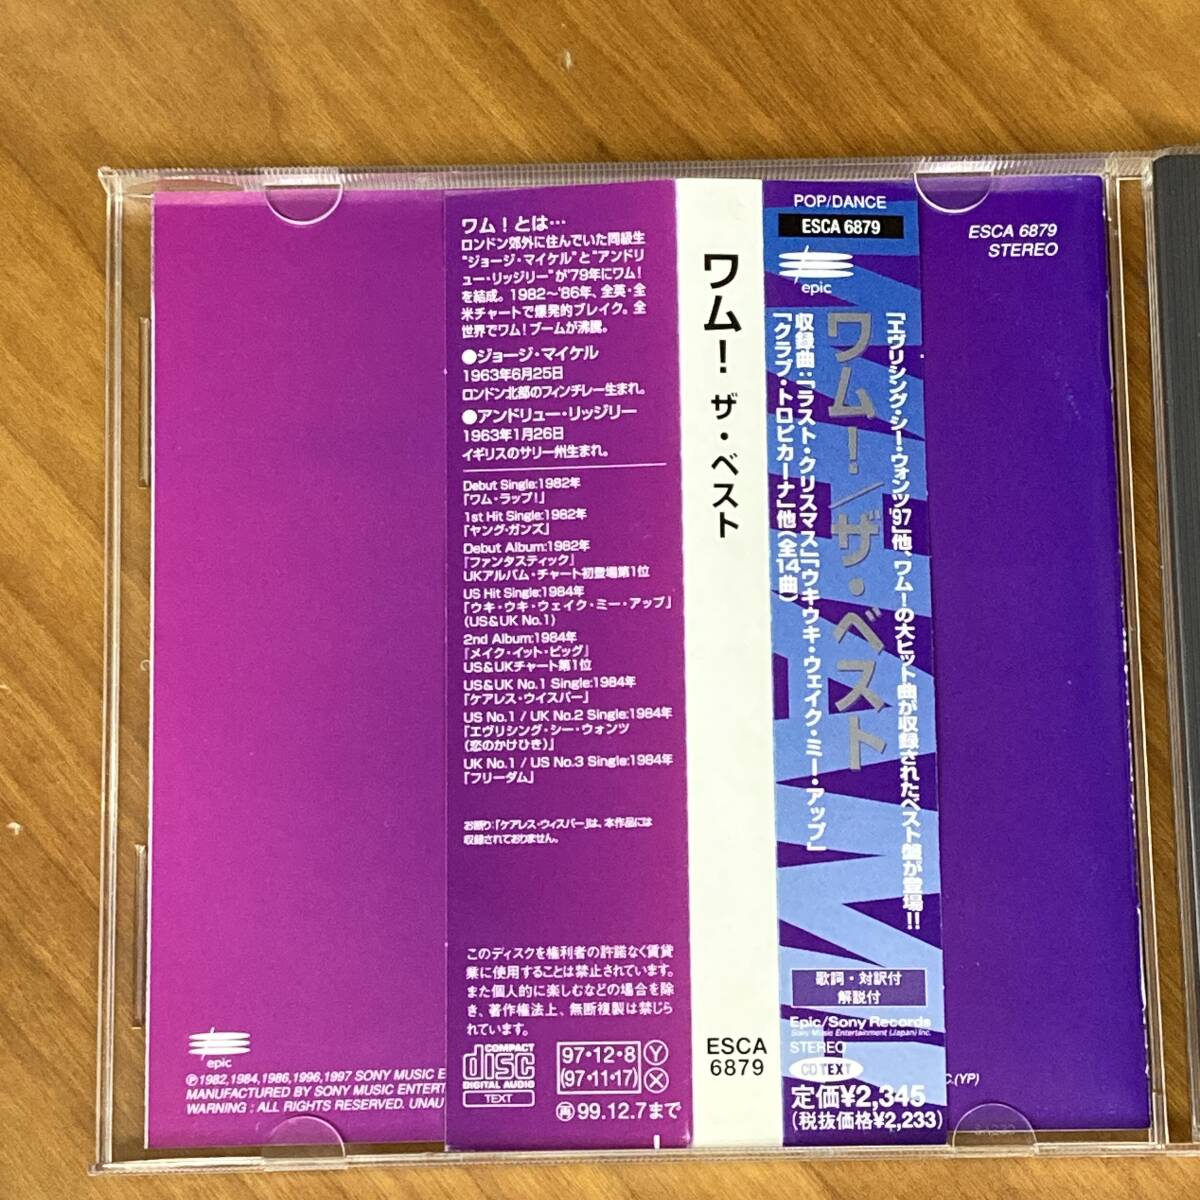 ワム！とは…
ロンドン郊外に住んでいた同級生
“ジョージ・マイケル”と“アンドリ
ュー・リッジリー”が'79年にワム！
を結成。1982〜'86年、全英・全
米チャートで爆発的ブレイク。全
世界でワム！ブームが沸騰。
●ジョージ・マイケル
1963年6月25日
ロンドン北部のフィンチレー生まれ。
●アンドリュー・リッジリー
1963年1月26日
イギリスのサリー州生まれ。
Debut Single:1982年
「ワム・ラップ！」
1st Hit Single:1982年
「ヤング・ガンズ」
Debut Album:1982年
「ファンタスティック」
UKアルバム・チャート初登場第1位
US Hit Single:1984年
「ウキ・ウキ・ウェイク・ミー・アップ」
(US&UK No.1)
2nd Album:1984年
「メイク・イット・ビッグ」
US&UKチャート第1位
US&UK No.1 Single:1984年
「ケアレス・ウイスパー」
US No.1 / UK No.2 Single:1984年
「エヴリシング・シー・ウォンツ
(恋のかけひき)」
UK No.1 / US No.3 Single:1984年
「フリーダム」
お断り:「ケアレス・ウィスパー」は、本作品には
収録されておりません。
このディスクを権利者の許諾なく賃貸
業に使用することは禁止されています。
また個人的に楽しむなどの場合を除
き、著作権法上、無断複製は禁じら
れています。
COMPACT
disc
DIGITAL AUDIO
TEXT
97・12・8 Y
(97・11・17) X
再99.12.7まで
epic
Ⓟ1982,1984,1986,1996,1997 SONY MUSIC E
MANUFACTURED BY SONY MUSIC ENTERT
WARNING : ALL RIGHTS RESERVED. UNAU
ワム！ ザ・ベスト
ESCA
6879
POP/DANCE
ESCA 6879
epic
「エヴリシング・シー・ウォンツ'97」他、ワム！の大ヒット曲が収録されたベスト盤が登場!!
ワム！／ザ・ベスト
収録曲：「ラスト・クリスマス」「ウキウキ・ウェイク・ミー・アップ」
「クラブ・トロピカーナ」他(全14曲)
歌詞・対訳付
解説付
Epic/Sony Records
Sony Music Entertainment (Japan) Inc.
STEREO
CD TEXT
定価¥2,345
(税抜価格¥2,233)
ESCA 6879
STEREO
C.(YP)